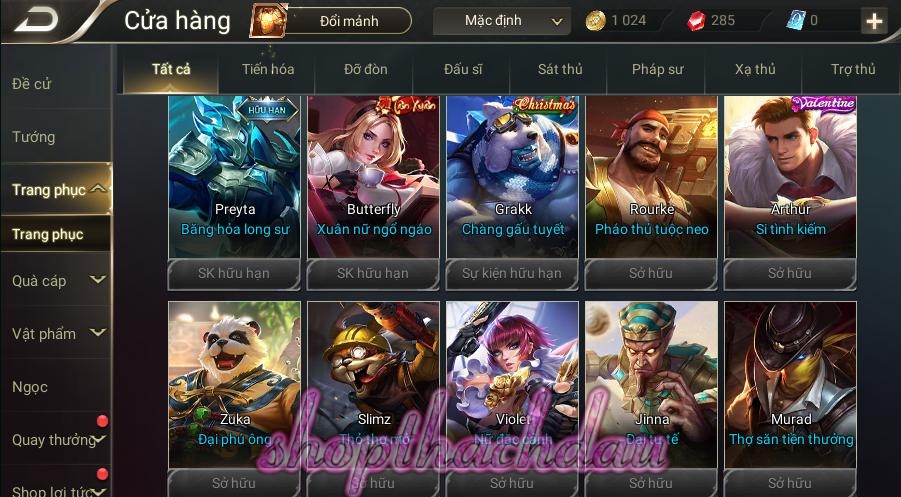 Cửa hàng
Đổi mảnh
Mặc định
1 024
285
0
Đề cử
Tướng
Trang phục
Trang phục
Quà cáp
Vật phẩm
Ngọc
Quay thưởng
Shop lợi tức
Tất cả
Tiến hóa
Đỡ đòn
Đấu sĩ
Sát thủ
Pháp sư
Xạ thủ
Trợ thủ
HỮU HẠN
Preyta
Băng hỏa long sư
SK hữu hạn
Tân Xuân
Butterfly
Xuân nữ ngổ ngáo
SK hữu hạn
Christmas
Grakk
Chàng gấu tuyết
Sự kiện hữu hạn
Rourke
Pháo thủ tuộc neo
Sở hữu
Valentine
Arthur
Si tình kiếm
Sở hữu
Zuka
Đại phú ông
Sở hữu
Slimz
Thỏ thợ mỏ
Sở hữu
Violet
Nữ đặc cảnh
Sở hữu
Jinna
Đại tư tế
Sở hữu
Murad
Thợ săn tiền thưởng
Sở hữu
shopthachdau